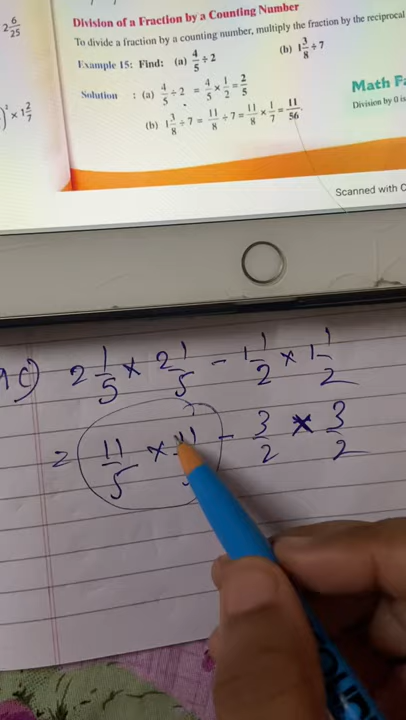 2 6/25
)² × 1 2/7
Division of a Fraction by a Counting Number
To divide a fraction by a counting number, multiply the fraction by the reciprocal
Example 15: Find: (a) 4/5 ÷ 2 (b) 1 3/8 ÷ 7
Solution : (a) 4/5 ÷ 2 = 4/5 × 1/2 = 2/5
(b) 1 3/8 ÷ 7 = 11/8 ÷ 7 = 11/8 × 1/7 = 11/56
Math Fa
Division by 0 is
Scanned with C
c) 2 1/5 × 2 1/5 - 1 1/2 × 1 1/2
= 11/5 × 11/5 - 3/2 × 3/2